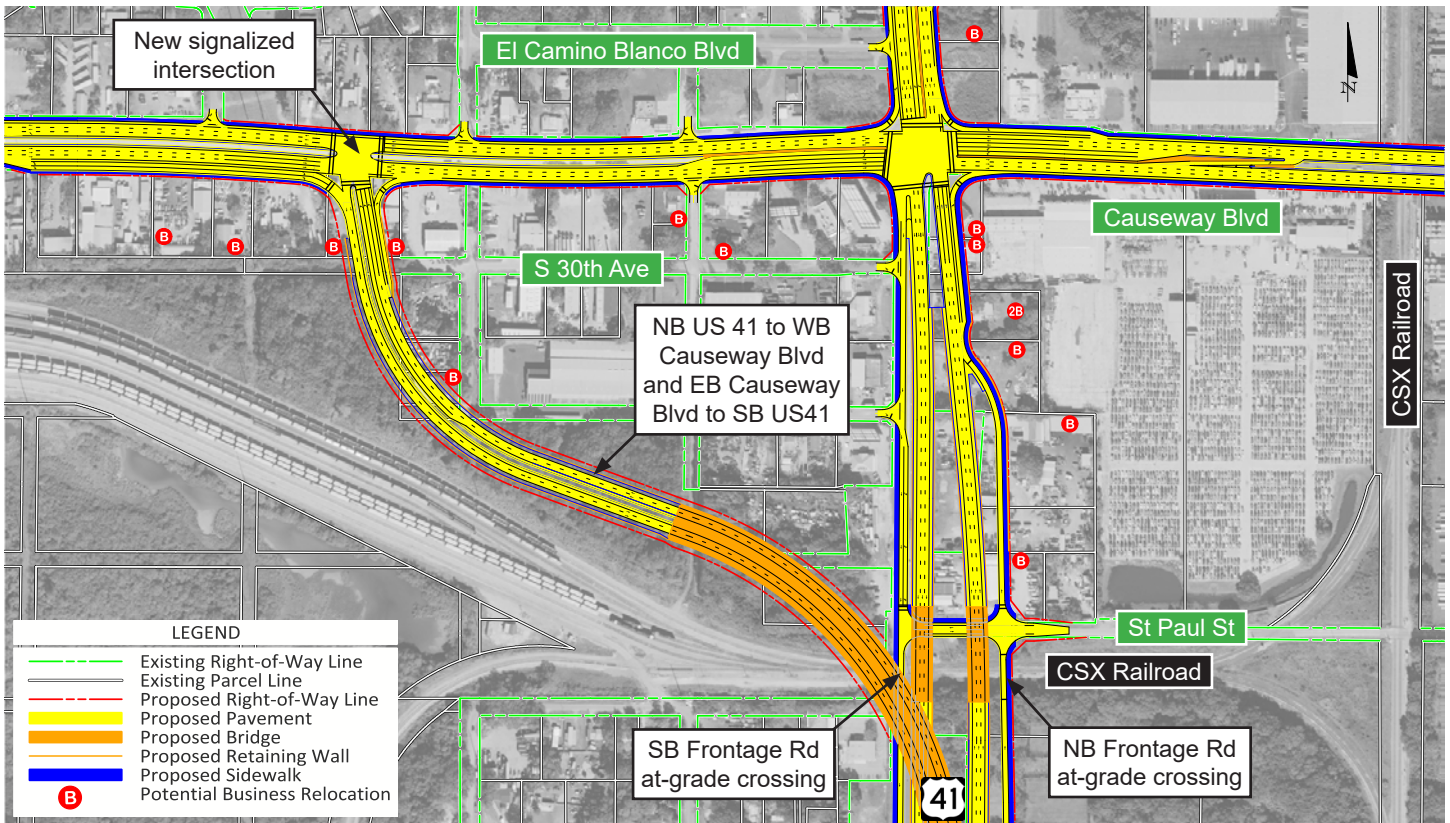 New signalized
intersection
El Camino Blanco Blvd
B
N
Causeway Blvd
B
B
B
B
B
B
B
B
S 30th Ave
CSX Railroad
2B
B
NB US 41 to WB
Causeway Blvd
and EB Causeway
Blvd to SB US41
B
B
B
St Paul St
CSX Railroad
LEGEND
Existing Right-of-Way Line
Existing Parcel Line
Proposed Right-of-Way Line
Proposed Pavement
Proposed Bridge
Proposed Retaining Wall
Proposed Sidewalk
B Potential Business Relocation
SB Frontage Rd
at-grade crossing
NB Frontage Rd
at-grade crossing
41